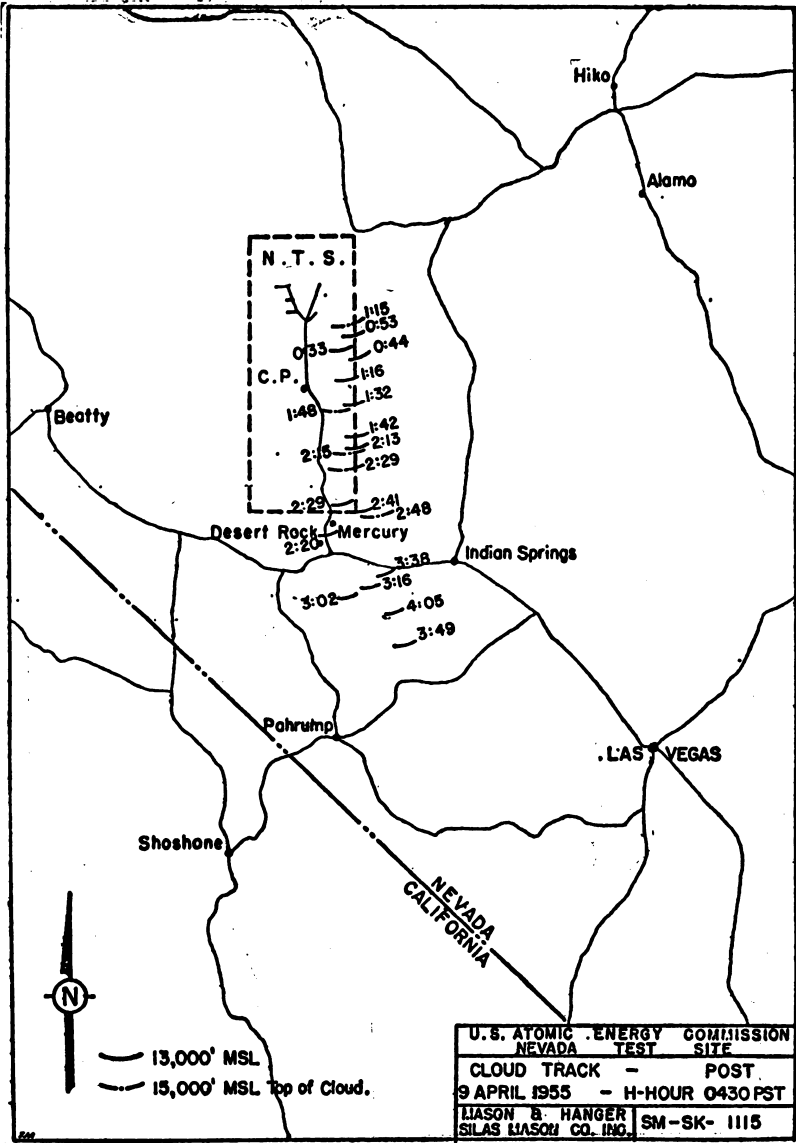 Hiko
Alamo
N.T.S.
1:15
0:53
0:33
0:44
C.P.
1:16
1:32
1:48
Beatty
1:42
2:13
2:15
2:29
2:29
2:41
2:48
Desert Rock
Mercury
2:20
Indian Springs
3:38
3:16
3:02
4:05
3:49
Pahrump
.LAS VEGAS
Shoshone
NEVADA
CALIFORNIA
N
13,000' MSL
15,000' MSL Top of Cloud.
U.S. ATOMIC ENERGY COMMISSION
NEVADA TEST SITE
CLOUD TRACK - POST
9 APRIL 1955 - H-HOUR 0430 PST
MASON & HANGER
SILAS MASON CO. INC.
SM-SK- 1115